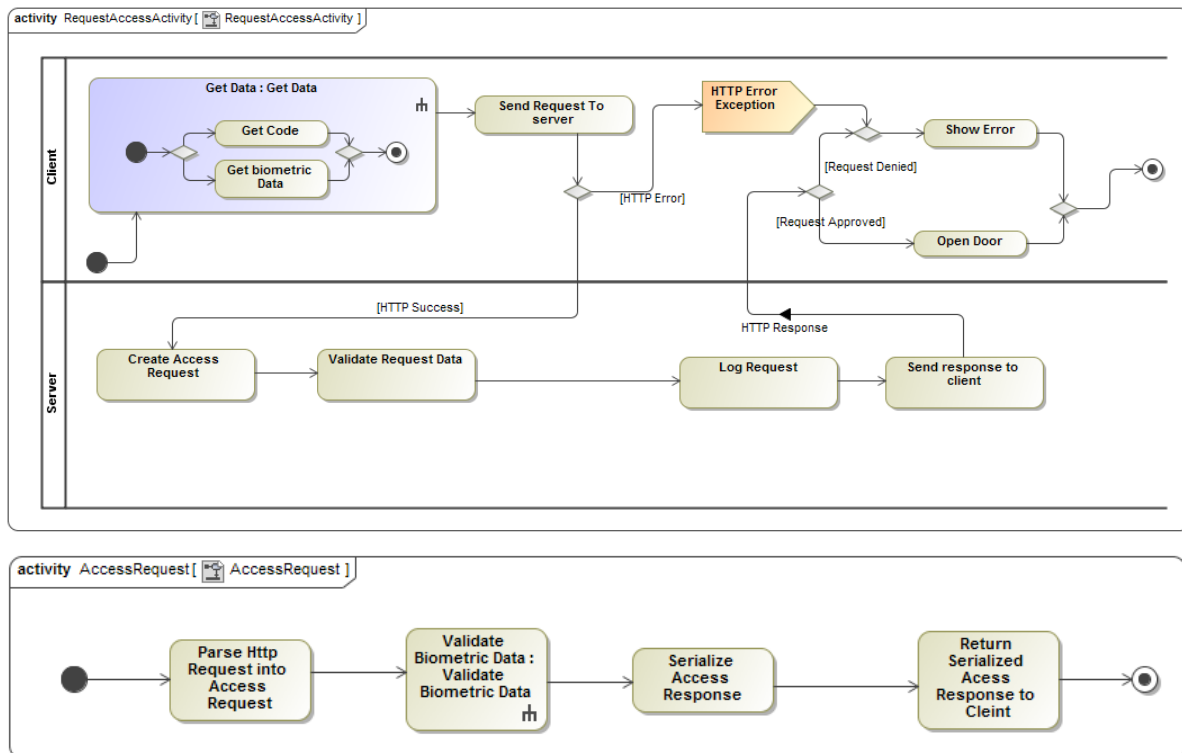 activity RequestAccessActivity [ RequestAccessActivity ]
Client
Get Data : Get Data
Get Code
Get biometric
Data
Send Request To
server
HTTP Error
Exception
Show Error
[Request Denied]
[HTTP Error]
[Request Approved]
Open Door
Server
[HTTP Success]
HTTP Response
Create Access
Request
Validate Request Data
Log Request
Send response to
client
activity AccessRequest [ AccessRequest ]
Parse Http
Request into
Access
Request
Validate
Biometric Data :
Validate
Biometric Data
Serialize
Access
Response
Return
Serialized
Acess
Response to
Cleint